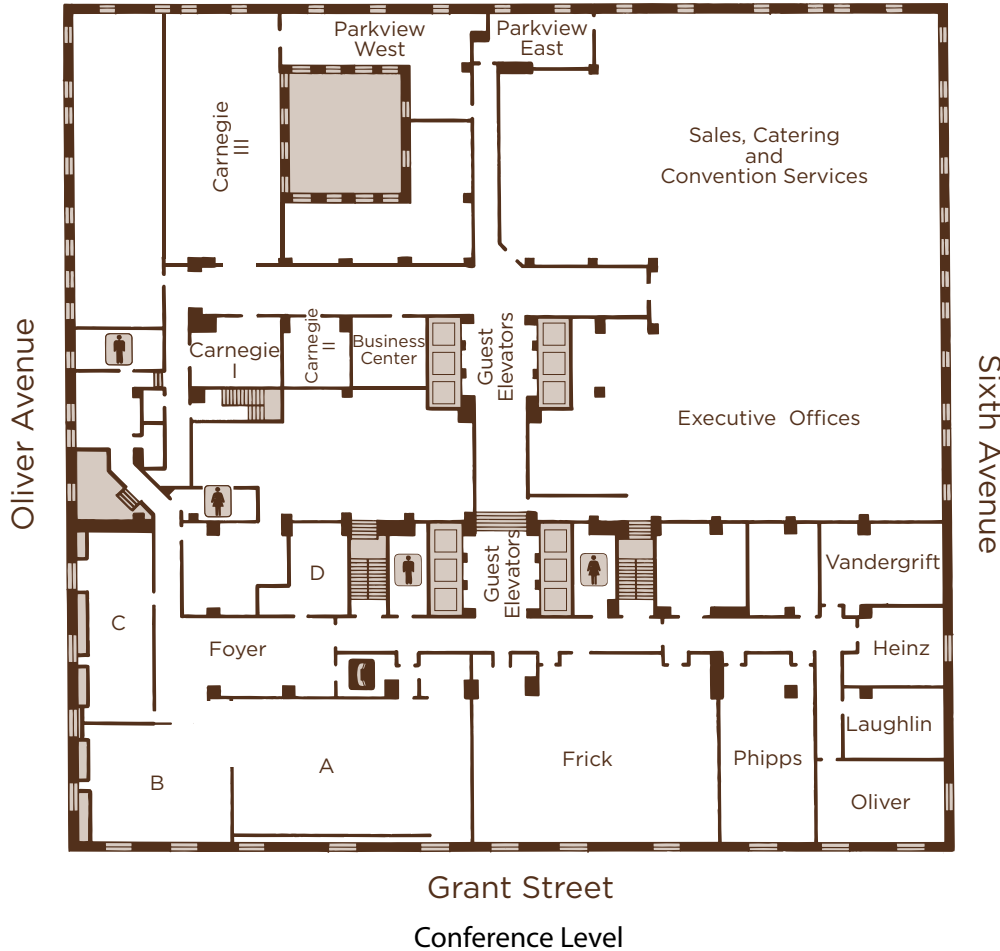 Parkview
West
Parkview
East
Carnegie
III
Sales, Catering
and
Convention Services
Oliver Avenue
Sixth Avenue
Carnegie
I
Carnegie
II
Business
Center
Guest
Elevators
Executive Offices
D
Guest
Elevators
Vandergrift
C
Foyer
Heinz
Laughlin
B
A
Frick
Phipps
Oliver
Grant Street
Conference Level